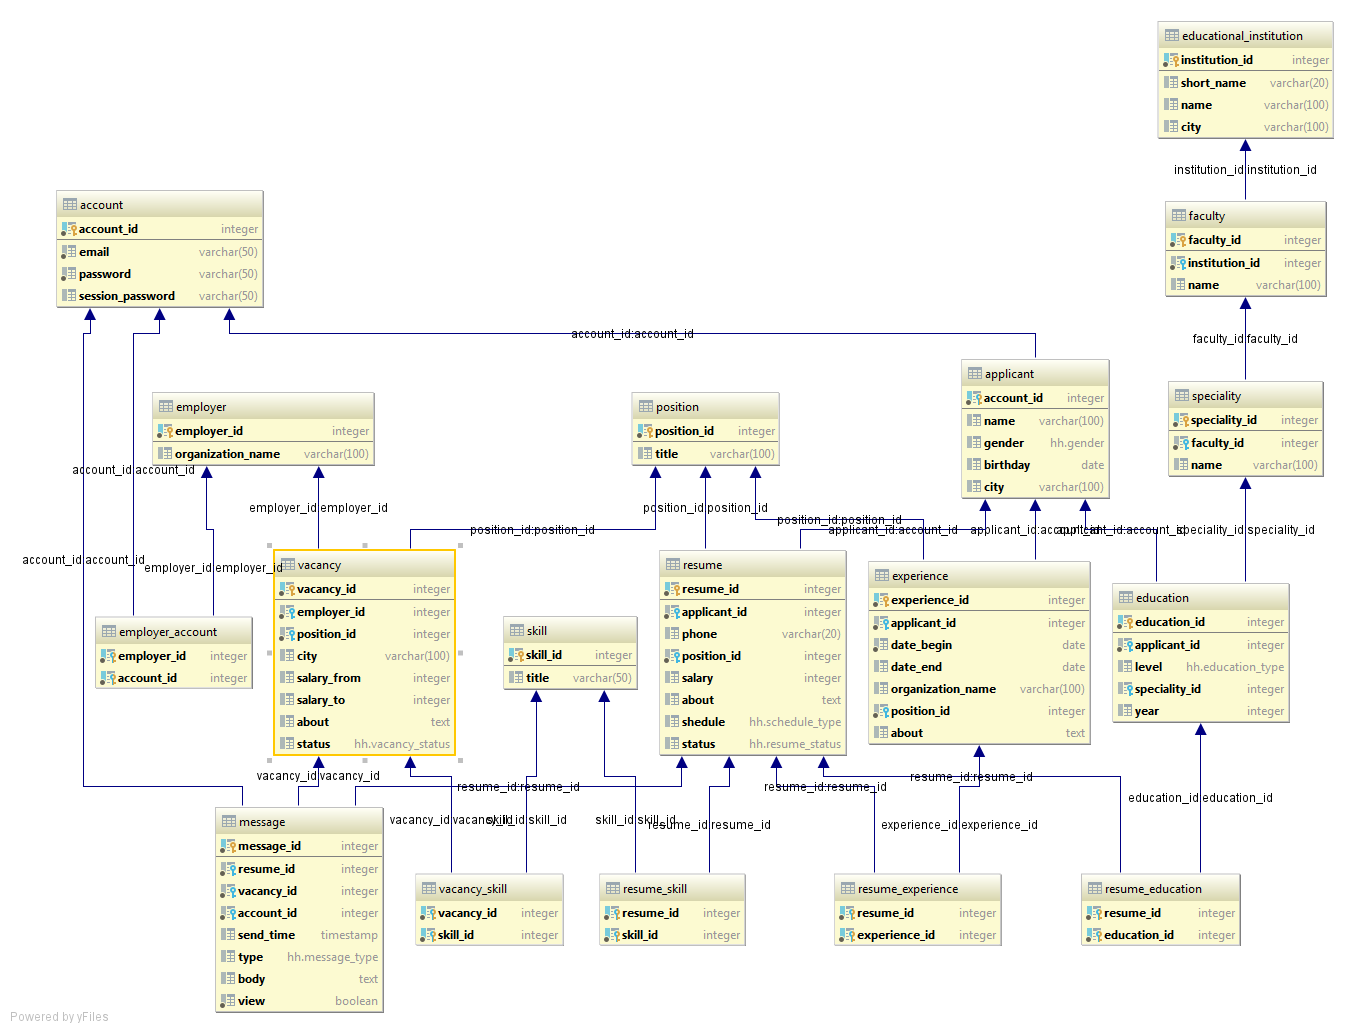 educational_institution
institution_id integer
short_name varchar(20)
name varchar(100)
city varchar(100)
institution_id:institution_id
account
account_id integer
email varchar(50)
password varchar(50)
session_password varchar(50)
faculty
faculty_id integer
institution_id integer
name varchar(100)
account_id:account_id
faculty_id:faculty_id
applicant
account_id integer
name varchar(100)
gender hh.gender
birthday date
city varchar(100)
speciality
speciality_id integer
faculty_id integer
name varchar(100)
employer
employer_id integer
organization_name varchar(100)
position
position_id integer
title varchar(100)
account_id:account_id
employer_id:employer_id
position_id:position_id
position_id:position_id
position_id:position_id
applicant_id:account_id
applicant_id:account_id
applicant_id:account_id
speciality_id:speciality_id
account_id:account_id
employer_id:employer_id
vacancy
vacancy_id integer
employer_id integer
position_id integer
city varchar(100)
salary_from integer
salary_to integer
about text
status hh.vacancy_status
resume
resume_id integer
applicant_id integer
phone varchar(20)
position_id integer
salary integer
about text
shedule hh.schedule_type
status hh.resume_status
experience
experience_id integer
applicant_id integer
date_begin date
date_end date
organization_name varchar(100)
position_id integer
about text
education
education_id integer
applicant_id integer
level hh.education_type
speciality_id integer
year integer
employer_account
employer_id integer
account_id integer
skill
skill_id integer
title varchar(50)
vacancy_id:vacancy_id
resume_id:resume_id
resume_id:resume_id
resume_id:resume_id
education_id:education_id
vacancy_id:vacancy_id
skill_id:skill_id
skill_id:skill_id
resume_id:resume_id
experience_id:experience_id
message
message_id integer
resume_id integer
vacancy_id integer
account_id integer
send_time timestamp
type hh.message_type
body text
view boolean
vacancy_skill
vacancy_id integer
skill_id integer
resume_skill
resume_id integer
skill_id integer
resume_experience
resume_id integer
experience_id integer
resume_education
resume_id integer
education_id integer
Powered by yFiles